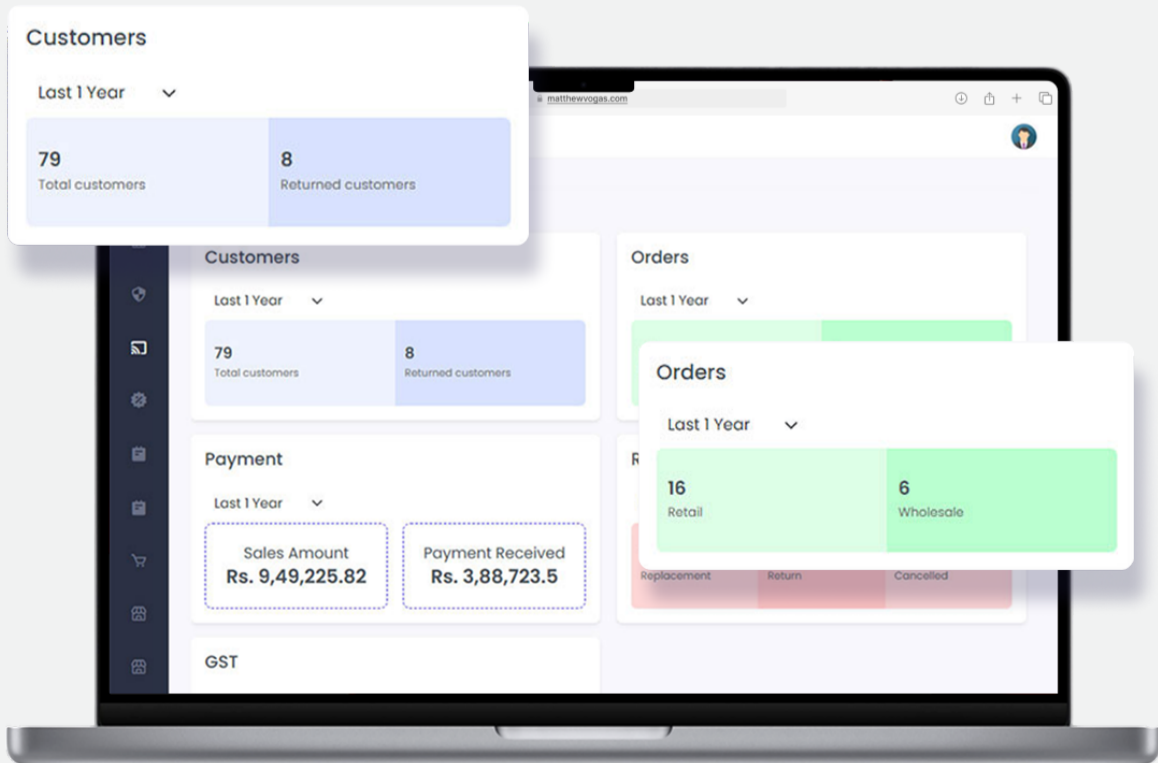 Customers
Last 1 Year
79
Total customers
8
Returned customers
matthewvogas.com
Customers
Last 1 Year
79
Total customers
8
Returned customers
Orders
Last 1 Year
Orders
Last 1 Year
16
Retail
6
Wholesale
Payment
Last 1 Year
Sales Amount
Rs. 9,49,225.82
Payment Received
Rs. 3,88,723.5
Replacement
Return
Cancelled
GST